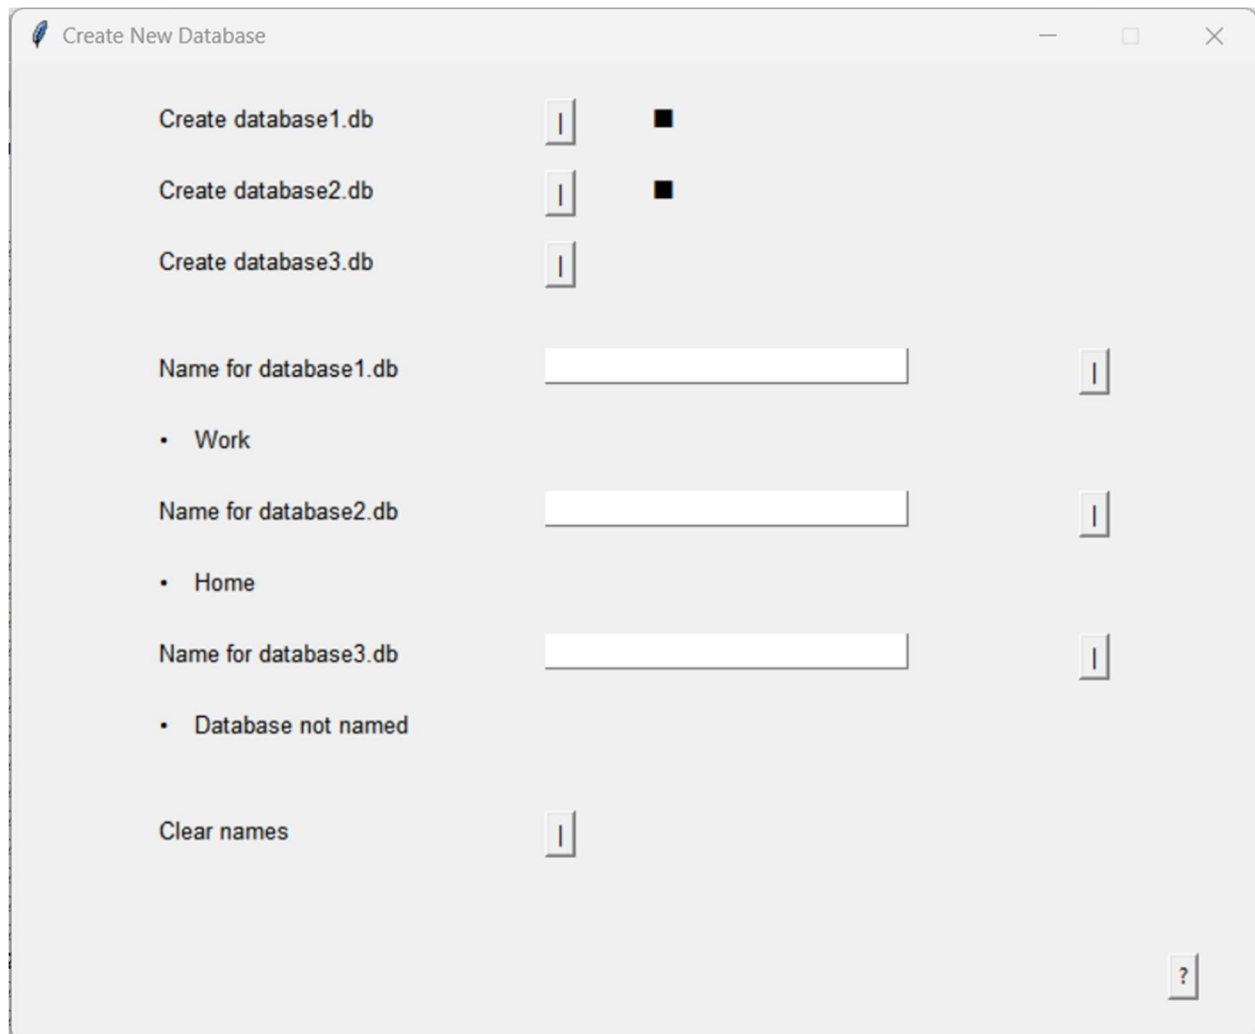 Create New Database
Create database1.db | ■
Create database2.db | ■
Create database3.db |
Name for database1.db |
• Work
Name for database2.db |
• Home
Name for database3.db |
• Database not named
Clear names |
?